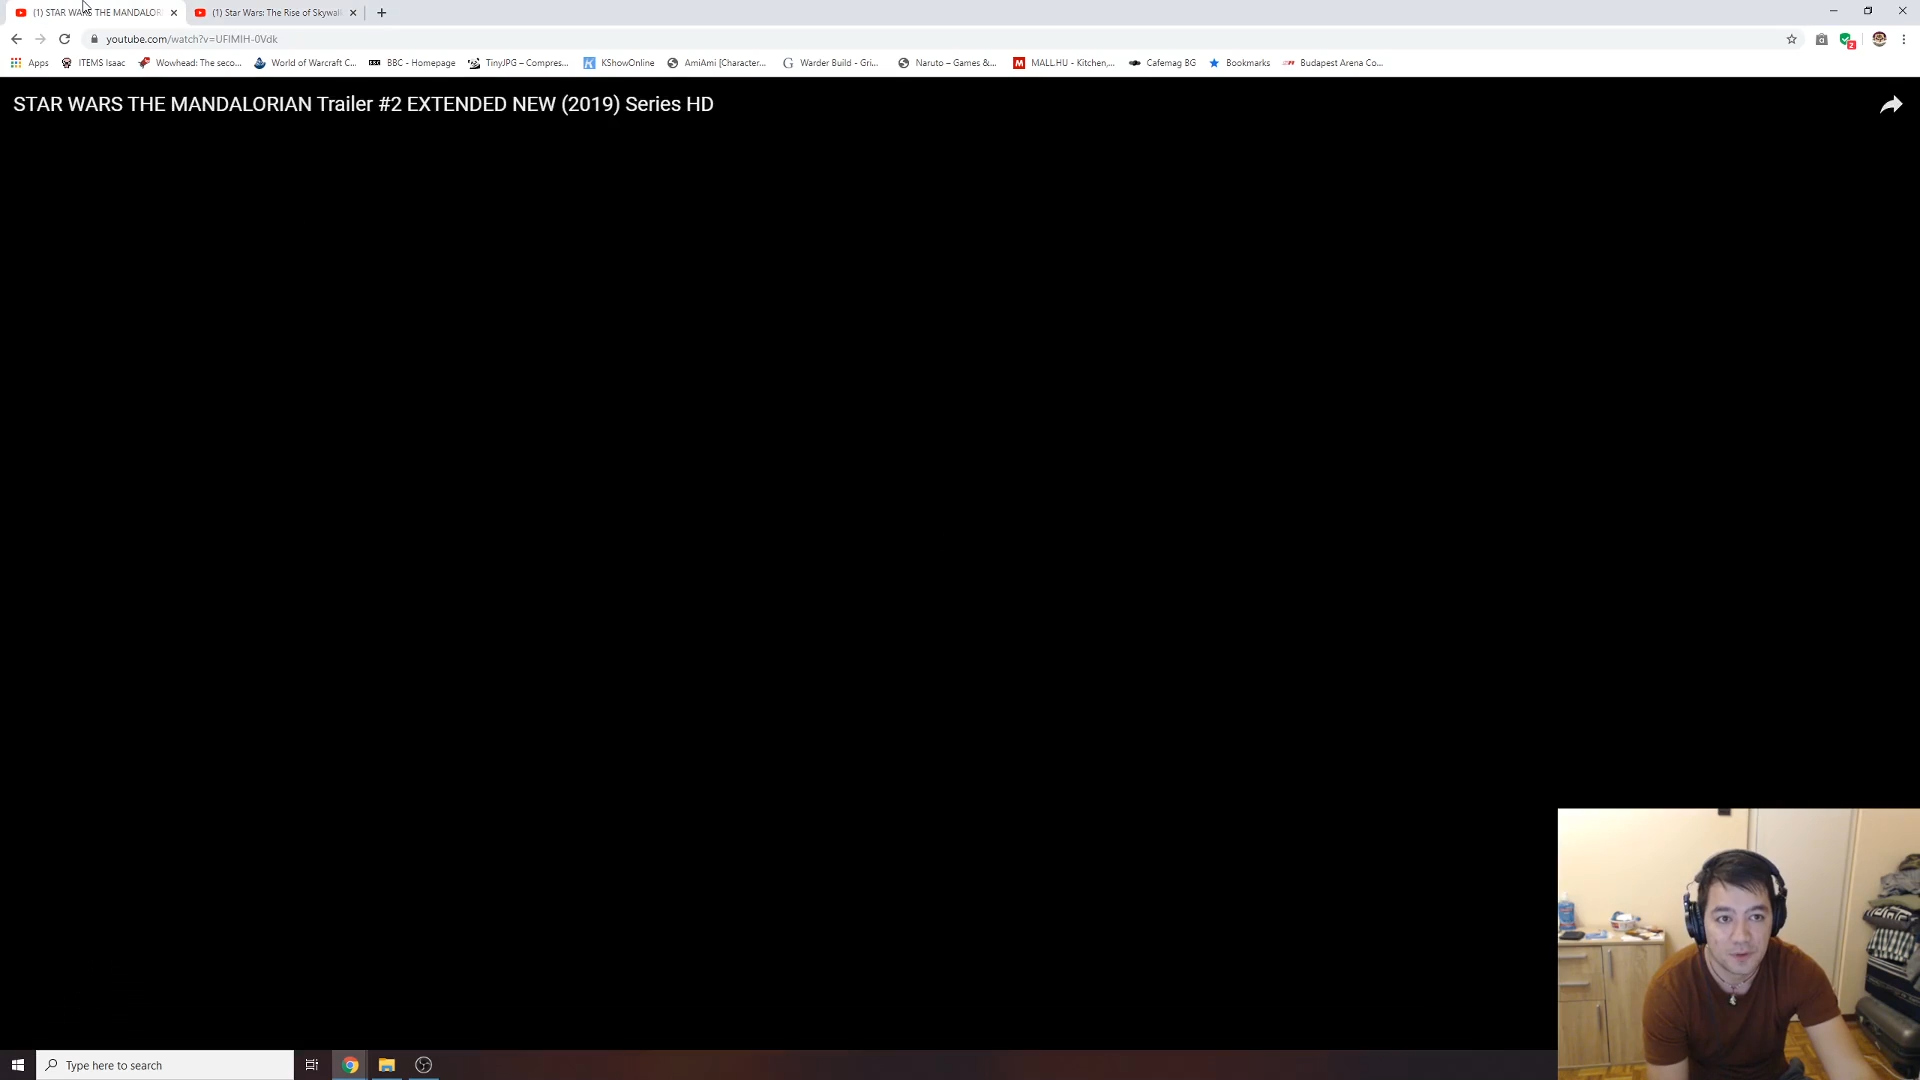 (1) STAR WARS THE MANDALORI
(1) Star Wars: The Rise of Skywalk
youtube.com/watch?v=UFIMIH-0Vdk
Apps
ITEMS Isaac
Wowhead: The seco...
World of Warcraft C...
BBC - Homepage
TinyJPG – Compres...
KShowOnline
AmiAmi [Character...
Warder Build - Gri...
Naruto – Games &...
MALL.HU - Kitchen,...
Cafemag BG
Bookmarks
Budapest Arena Co...
STAR WARS THE MANDALORIAN Trailer #2 EXTENDED NEW (2019) Series HD
Type here to search